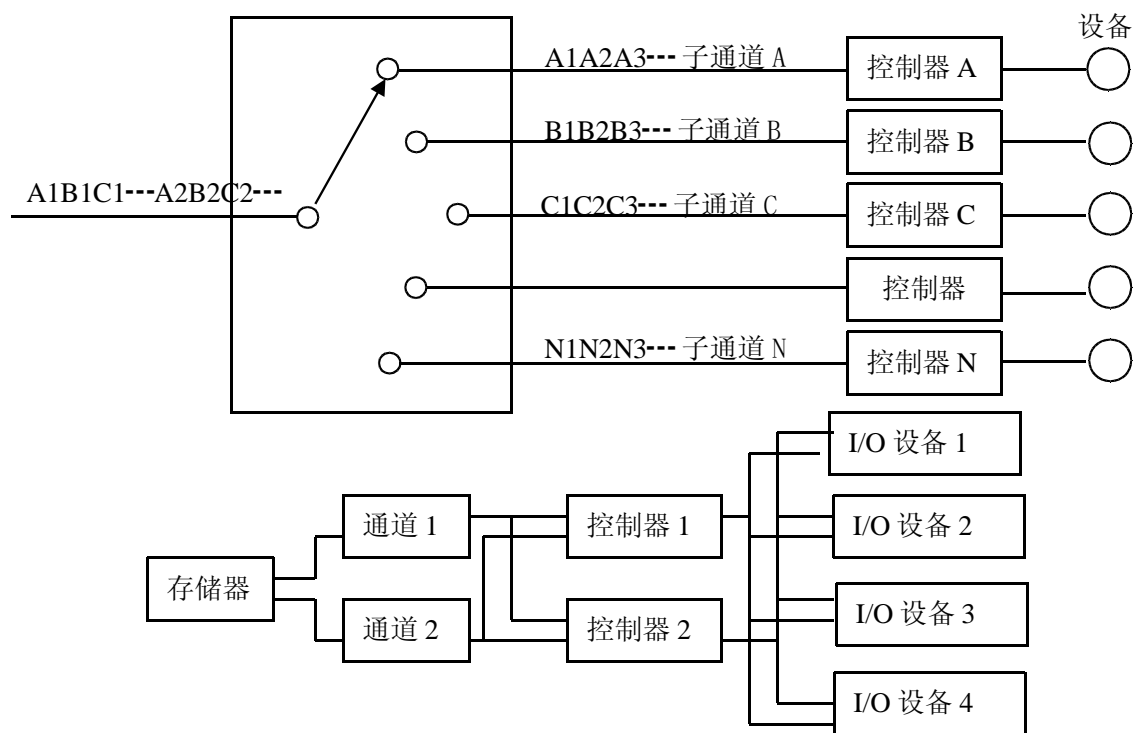 设备
A1A2A3--- 子通道 A
控制器 A
B1B2B3--- 子通道 B
控制器 B
A1B1C1---A2B2C2---
C1C2C3--- 子通道 C
控制器 C
控制器
N1N2N3--- 子通道 N
控制器 N
I/O 设备 1
通道 1
控制器 1
I/O 设备 2
存储器
通道 2
控制器 2
I/O 设备 3
I/O 设备 4